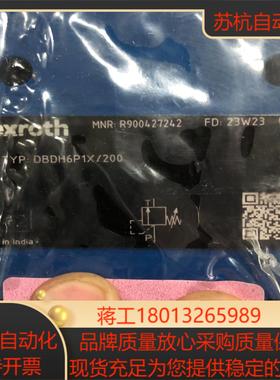 苏杭自动
exroth
MNR: R900427242
FD: 23W23
TYP: DBDH6P1X/200
T
P
in India
蒋工18013265989
自动化
开票
品牌质量放心采购质量保
现货充足为您提供稳定的